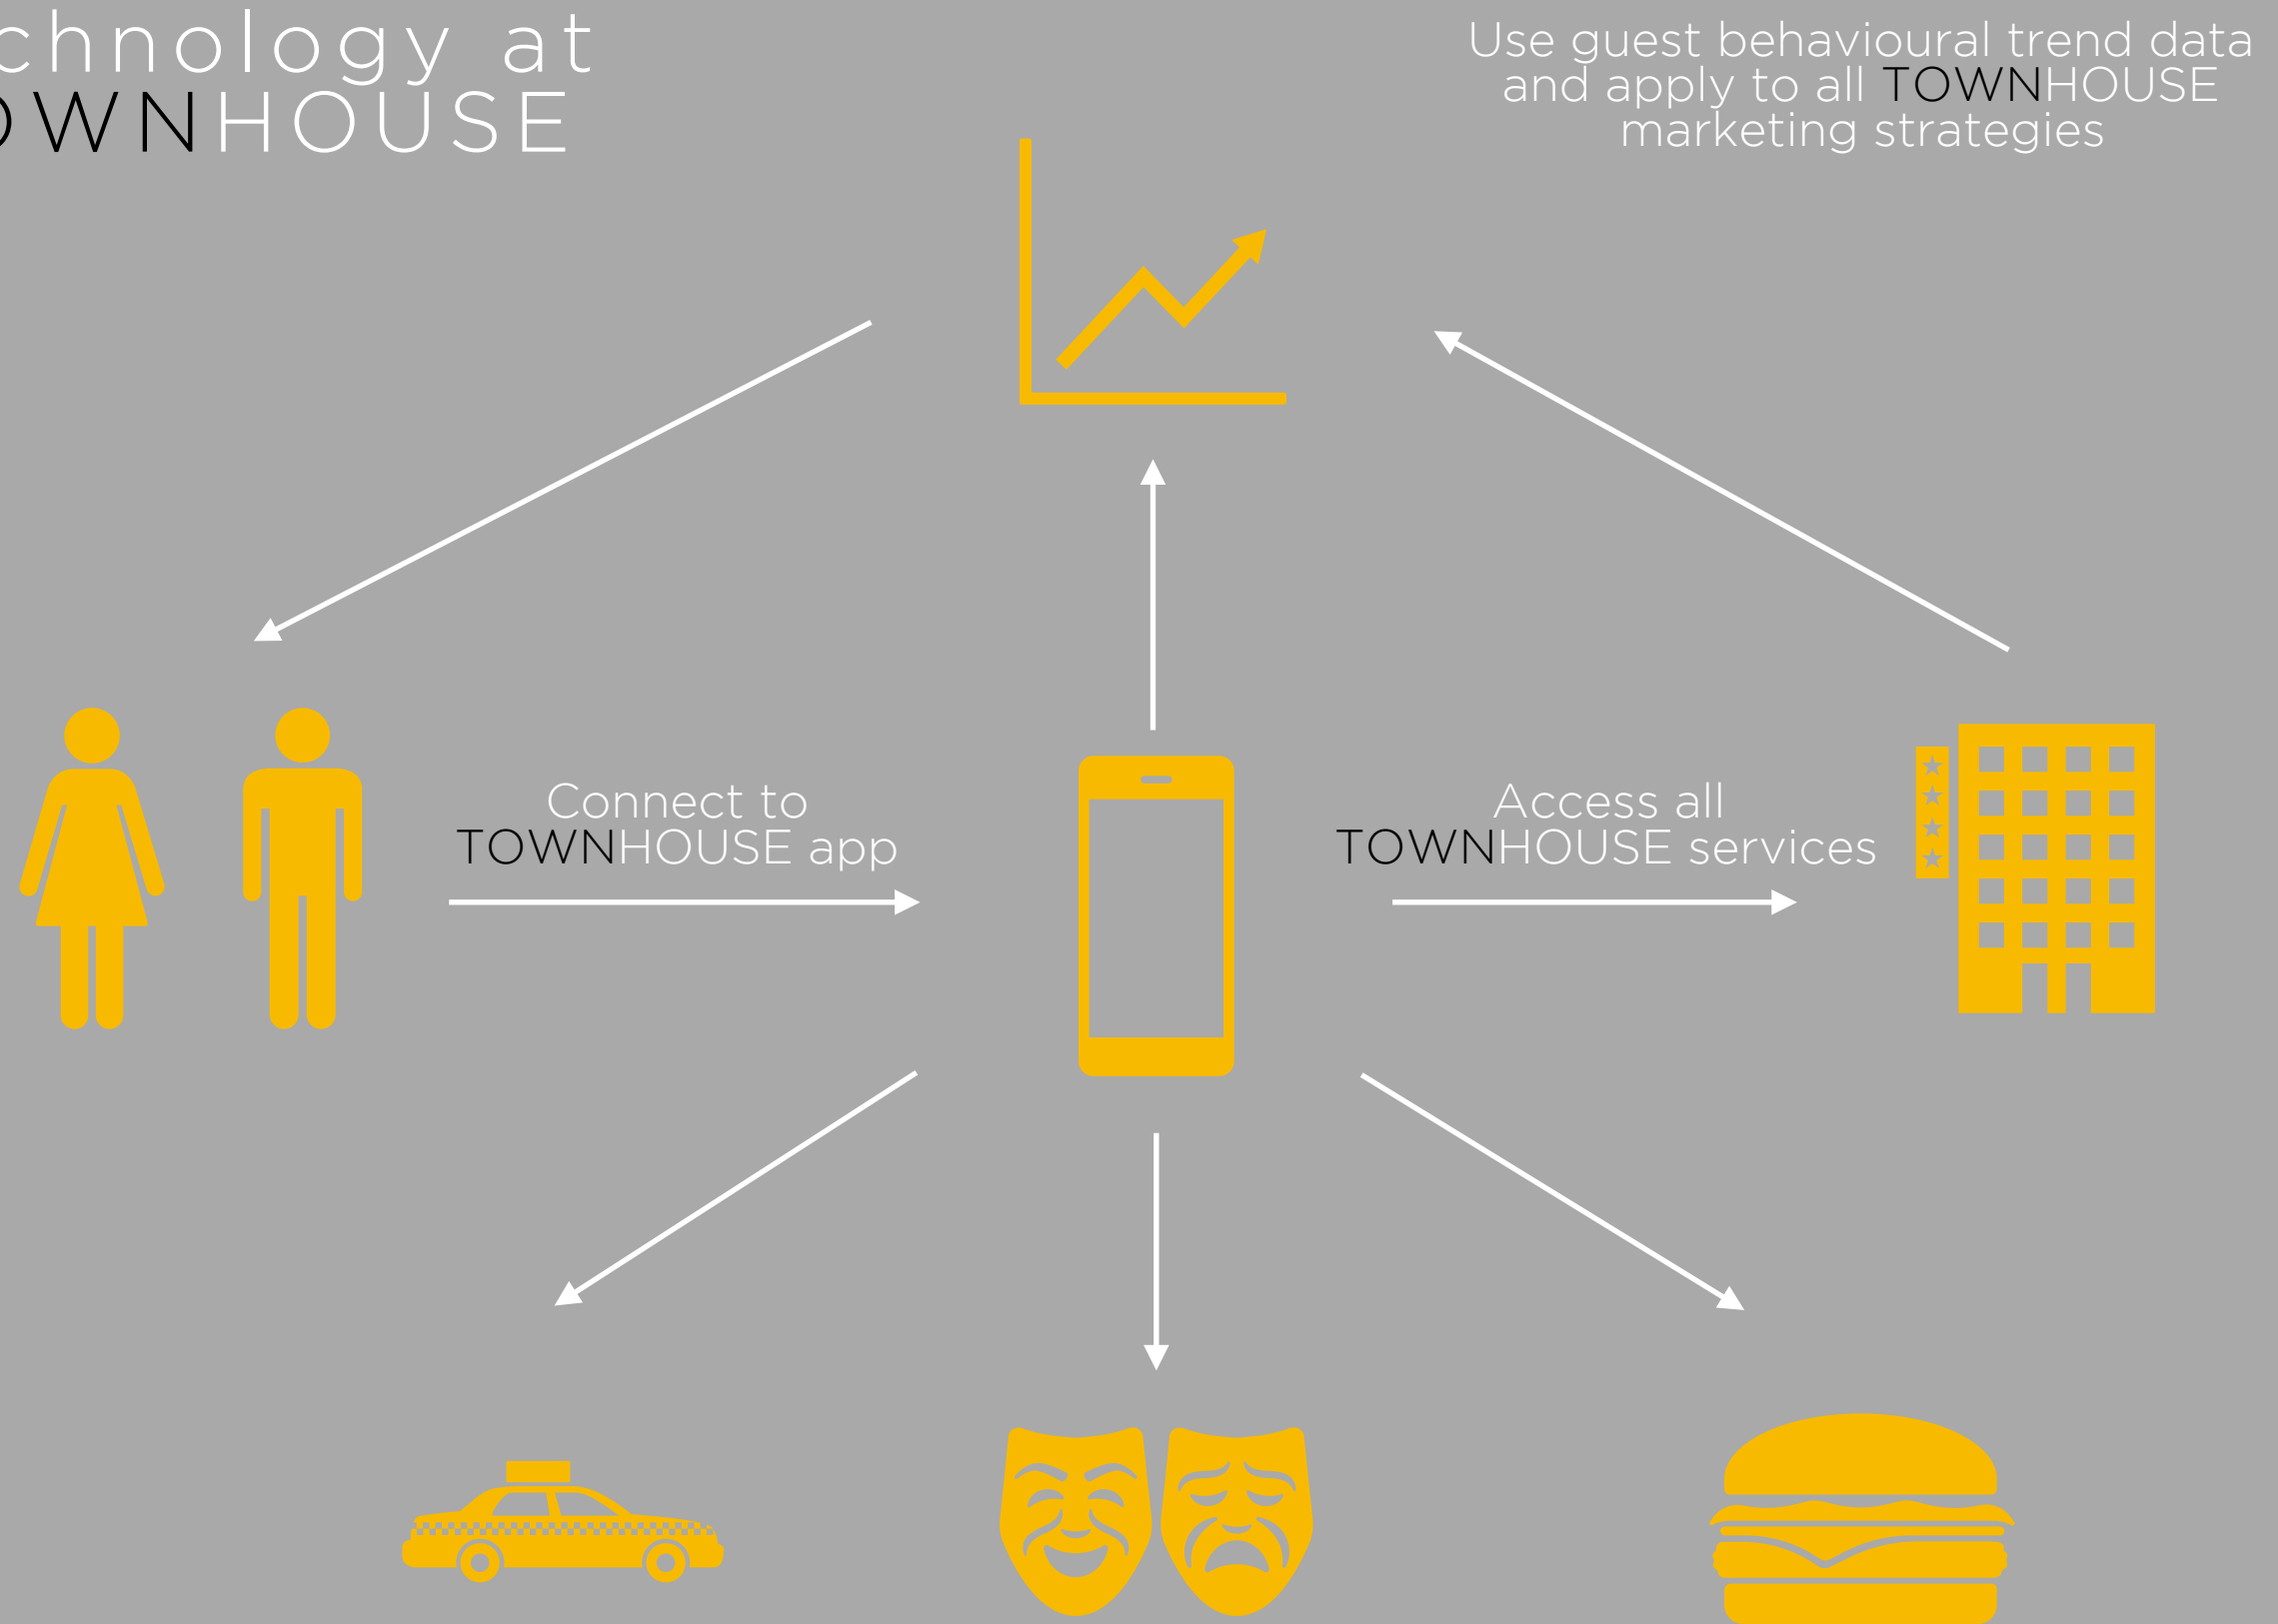 chnology at
OWNHOUSE
Use guest behavioural trend data
and apply to all TOWNHOUSE
marketing strategies
Connect to
TOWNHOUSE app
Access all
TOWNHOUSE services